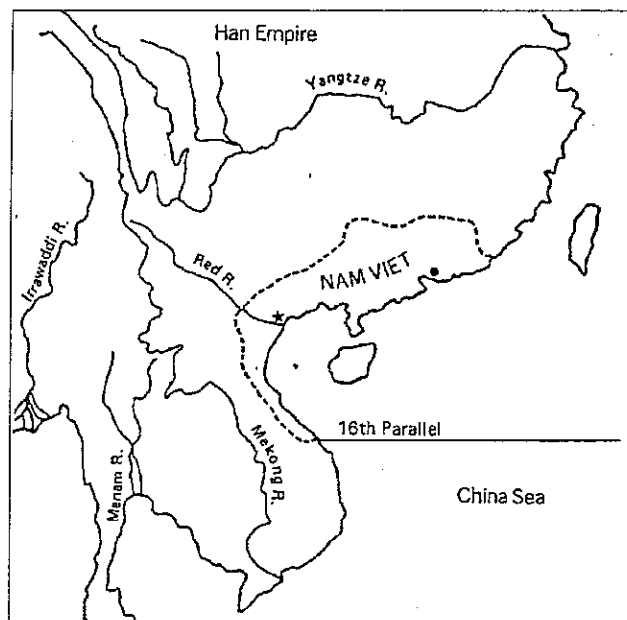 Han Empire
Yangtze R.
Irrawaddi R.
Red R.
NAM VIET
16th Parallel
Mekong R.
Menam R.
China Sea